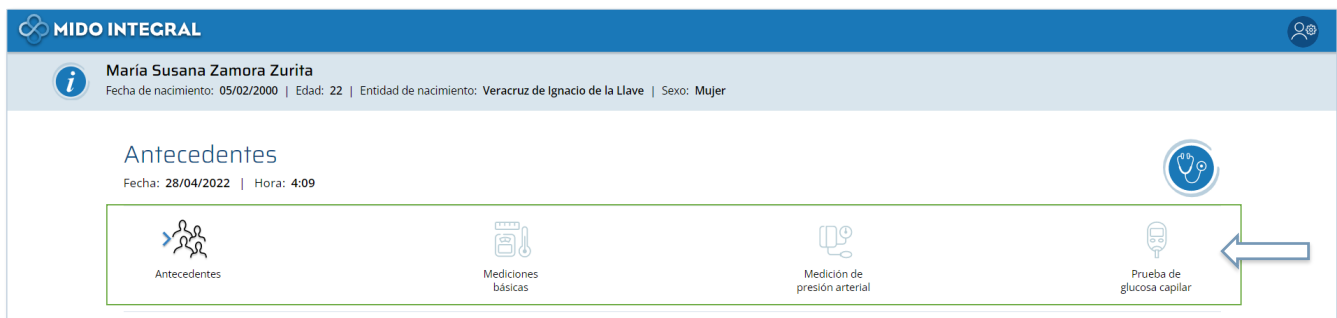 MIDO INTEGRAL
i
María Susana Zamora Zurita
Fecha de nacimiento: 05/02/2000 | Edad: 22 | Entidad de nacimiento: Veracruz de Ignacio de la Llave | Sexo: Mujer
Antecedentes
Fecha: 28/04/2022 | Hora: 4:09
Antecedentes
Mediciones
básicas
Medición de
presión arterial
Prueba de
glucosa capilar